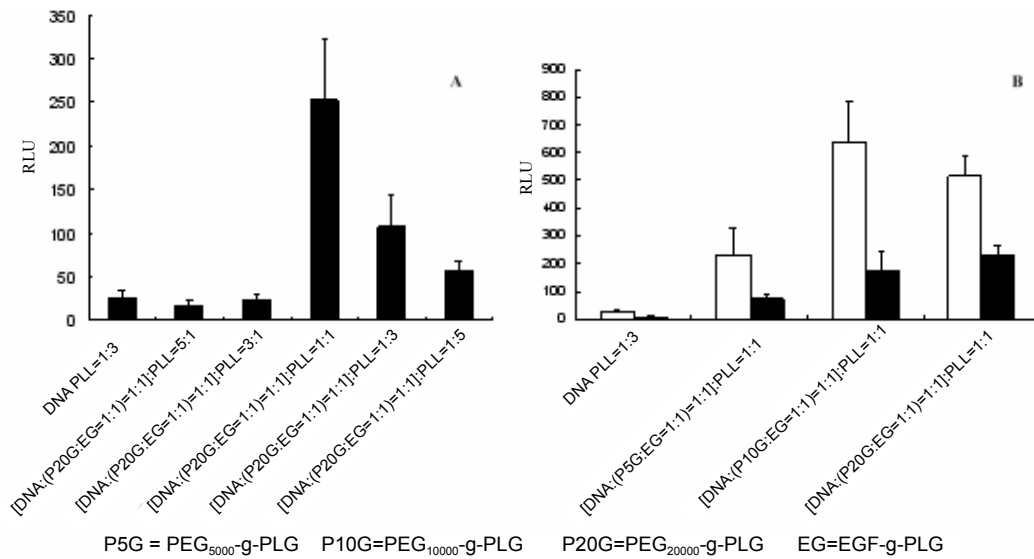 350
300
250
200
150
100
50
0
RLU
A
DNA PLL=1:3
[DNA:(P20G:EG=1:1)=1:1]:PLL=5:1
[DNA:(P20G:EG=1:1)=1:1]:PLL=3:1
[DNA:(P20G:EG=1:1)=1:1]:PLL=1:1
[DNA:(P20G:EG=1:1)=1:1]:PLL=1:3
[DNA:(P20G:EG=1:1)=1:1]:PLL=1:5
900
800
700
600
500
400
300
200
100
0
RLU
B
DNA PLL=1:3
[DNA:(P5G:EG=1:1)=1:1]:PLL=1:1
[DNA:(P10G:EG=1:1)=1:1]:PLL=1:1
[DNA:(P20G:EG=1:1)=1:1]:PLL=1:1
P5G = PEG5000-g-PLG P10G=PEG10000-g-PLG P20G=PEG20000-g-PLG EG=EGF-g-PLG